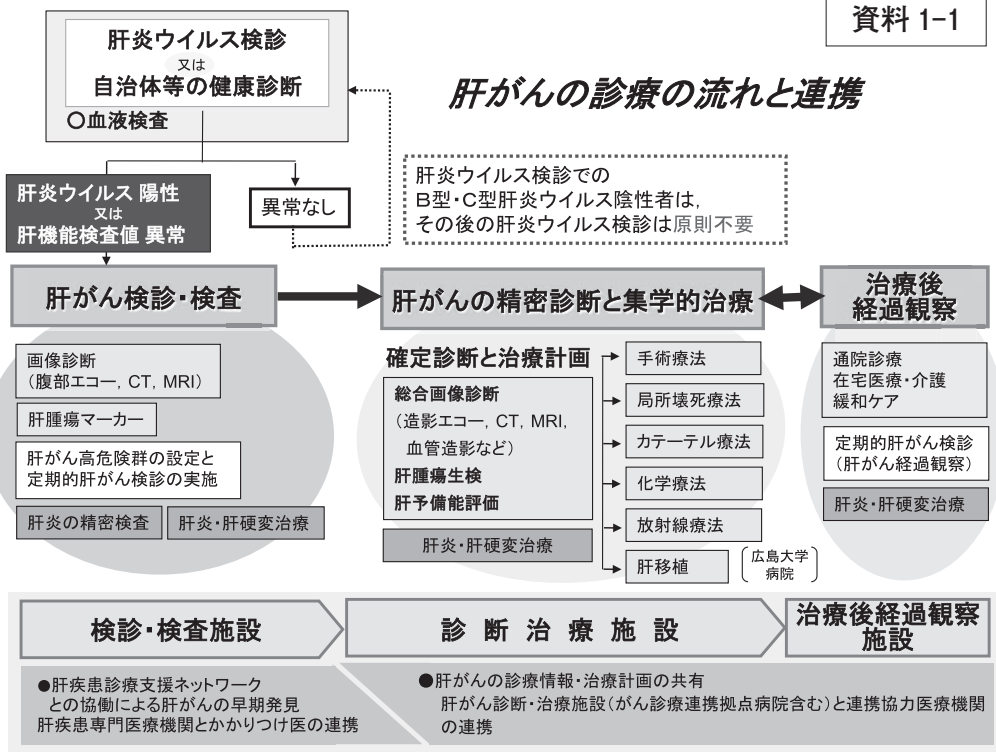 資料 1-1
肝炎ウイルス検診
又は
自治体等の健康診断
〇血液検査
肝がんの診療の流れと連携
肝炎ウイルス 陽性
又は
肝機能検査値 異常
異常なし
肝炎ウイルス検診での
B型・C型肝炎ウイルス陰性者は,
その後の肝炎ウイルス検診は原則不要
肝がん検診・検査
肝がんの精密診断と集学的治療
治療後
経過観察
画像診断
（腹部エコー, CT, MRI）
肝腫瘍マーカー
肝がん高危険群の設定と
定期的肝がん検診の実施
肝炎の精密検査
肝炎・肝硬変治療
確定診断と治療計画
総合画像診断
（造影エコー, CT, MRI,
血管造影など）
肝腫瘍生検
肝予備能評価
肝炎・肝硬変治療
手術療法
局所壊死療法
カテーテル療法
化学療法
放射線療法
肝移植
広島大学
病院
通院診療
在宅医療・介護
緩和ケア
定期的肝がん検診
（肝がん経過観察）
肝炎・肝硬変治療
検診・検査施設
診断治療施設
治療後経過観察
施設
●肝疾患診療支援ネットワーク
との協働による肝がんの早期発見
肝疾患専門医療機関とかかりつけ医の連携
●肝がんの診療情報・治療計画の共有
肝がん診断・治療施設（がん診療連携拠点病院含む）と連携協力医療機関
の連携